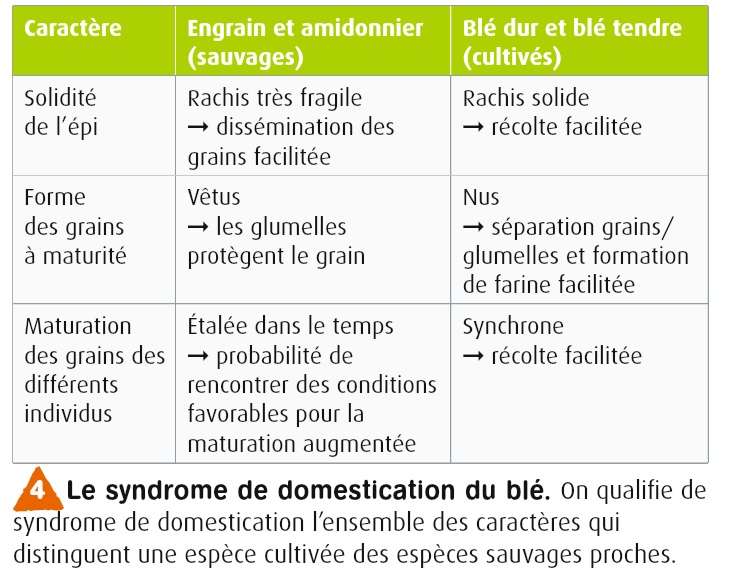 Caractère
Engrain et amidonnier
(sauvages)
Blé dur et blé tendre
(cultivés)
Solidité
de l'épi
Rachis très fragile
→ dissémination des
grains facilitée
Rachis solide
→ récolte facilitée
Forme
des grains
à maturité
Vêtus
→ les glumelles
protègent le grain
Nus
→ séparation grains/
glumelles et formation
de farine facilitée
Maturation
des grains des
différents
individus
Étalée dans le temps
→ probabilité de
rencontrer des conditions
favorables pour la
maturation augmentée
Synchrone
→ récolte facilitée
4 Le syndrome de domestication du blé. On qualifie de
syndrome de domestication l'ensemble des caractères qui
distinguent une espèce cultivée des espèces sauvages proches.